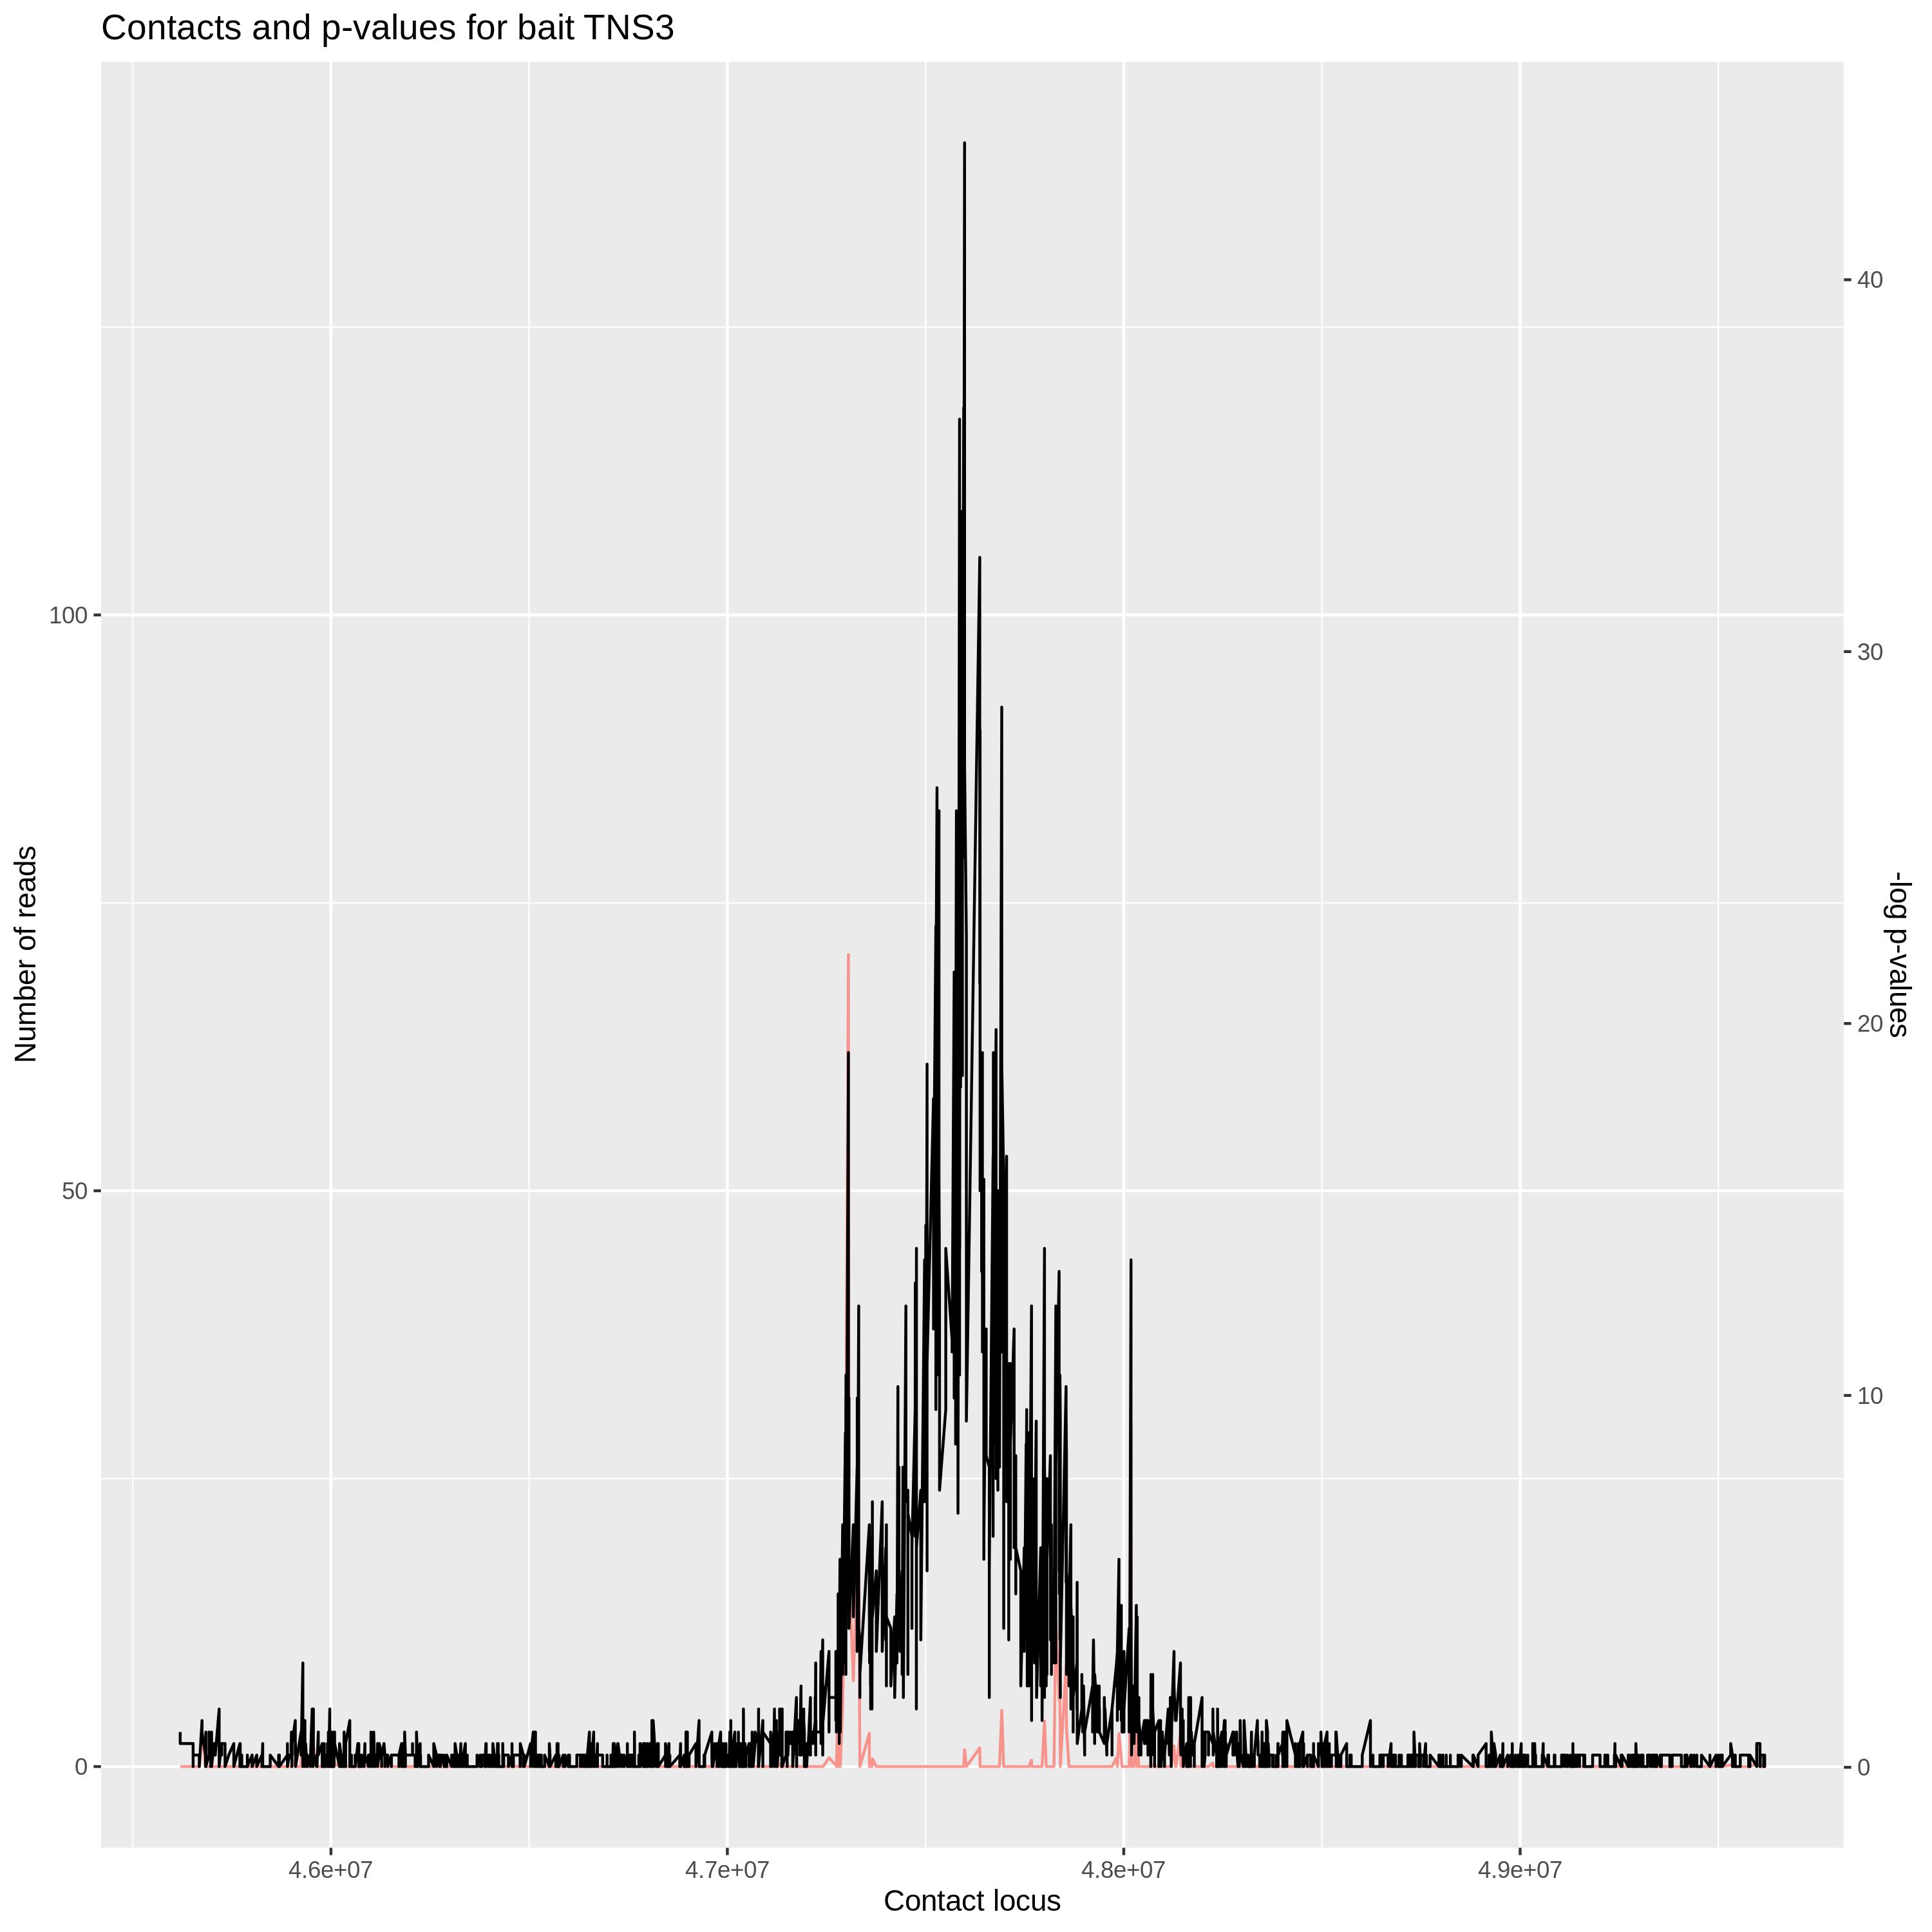 Contacts and p-values for bait TNS3
Number of reads
100
50
0
40
30
20
10
0
-log p-values
4.6e+07
4.7e+07
4.8e+07
4.9e+07
Contact locus